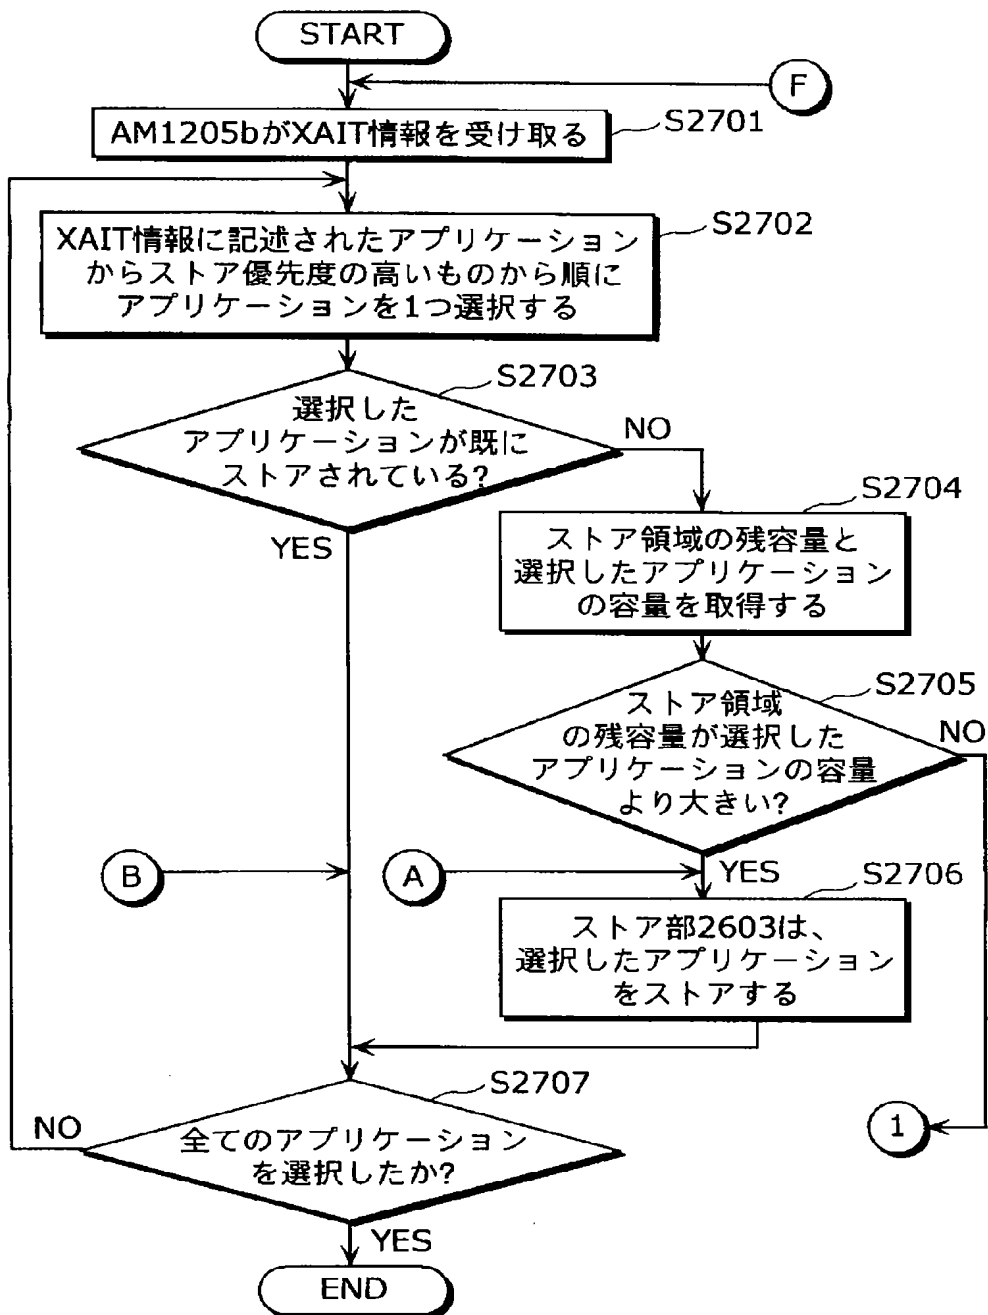 START
F
AM1205bがXAIT情報を受け取る
S2701
S2702
XAIT情報に記述されたアプリケーション
からストア優先度の高いものから順に
アプリケーションを1つ選択する
S2703
選択した
アプリケーションが既に
ストアされている?
NO
YES
S2704
ストア領域の残容量と
選択したアプリケーション
の容量を取得する
S2705
ストア領域
の残容量が選択した
アプリケーションの容量
より大きい?
NO
YES
B
A
S2706
ストア部2603は、
選択したアプリケーション
をストアする
S2707
NO
全てのアプリケーション
を選択したか?
1
YES
END